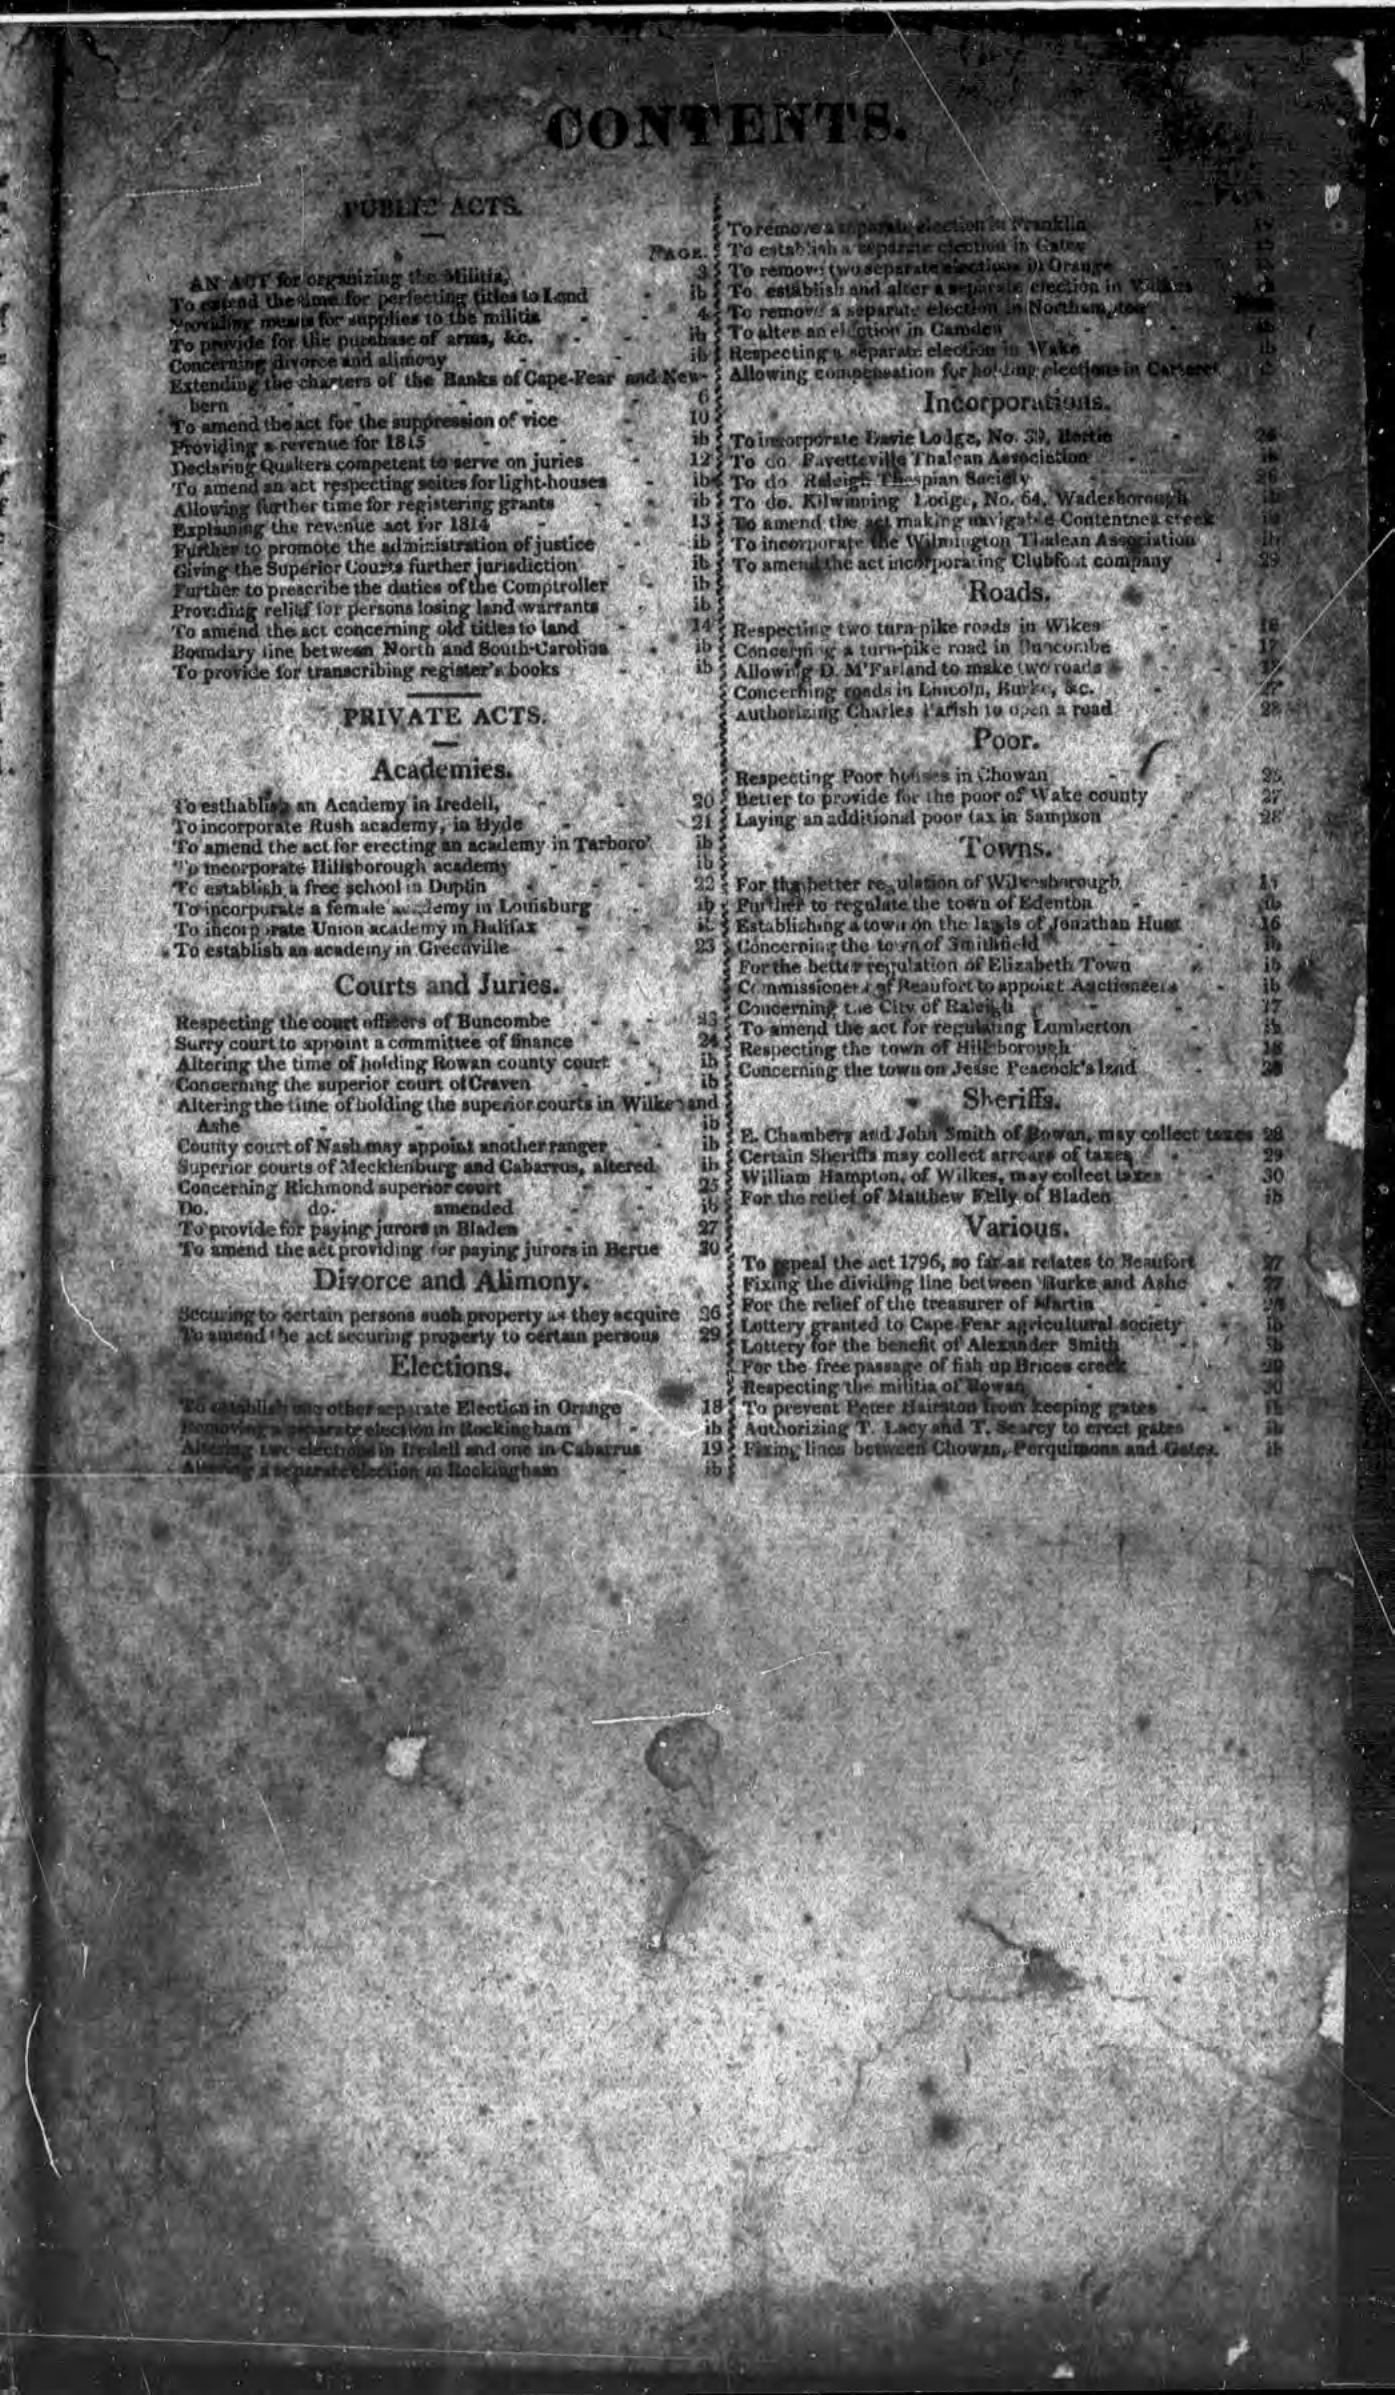 CONTENTS.
PUBLIC ACTS.
PAGE.
AN ACT for organizing the Militia, 3
To extend the time for perfecting titles to Land - ib
Providing means for supplies to the militia - 4
To provide for the purchase of arms, &c. - - ib
Concerning divorce and alimony - - ib
Extending the charters of the Banks of Cape-Fear and New-
bern - - - - - 6
To amend the act for the suppression of vice - 10
Providing a revenue for 1815 - - - ib
Declaring Quakers competent to serve on juries - 12
To amend an act respecting scites for light-houses - ib
Allowing further time for registering grants - - ib
Explaining the revenue act for 1814 - - 13
Further to promote the administration of justice - ib
Giving the Superior Courts further jurisdiction - ib
Further to prescribe the duties of the Comptroller - ib
Providing relief for persons losing land warrants - ib
To amend the act concerning old titles to land - 14
Boundary line between North and South-Carolina - ib
To provide for transcribing register's books - ib
PRIVATE ACTS.
Academies.
To esthablish an Academy in Iredell, - - 20
To incorporate Rush academy, in Hyde - - 21
To amend the act for erecting an academy in Tarboro' ib
To incorporate Hillsborough academy - - ib
To establish a free school in Duplin - - 22
To incorporate a female academy in Louisburg - ib
To incorporate Union academy in Halifax - - ib
To establish an academy in Greenville - - 23
Courts and Juries.
Respecting the court officers of Buncombe - - 23
Surry court to appoint a committee of finance - 24
Altering the time of holding Rowan county court - ib
Concerning the superior court of Craven - - ib
Altering the time of holding the superior courts in Wilkes and
Ashe - - - - - ib
County court of Nash may appoint another ranger - ib
Superior courts of Mecklenburg and Cabarrus, altered ib
Concerning Richmond superior court - - 25
Do. do. amended - - ib
To provide for paying jurors in Bladen - - 27
To amend the act providing for paying jurors in Bertie 30
Divorce and Alimony.
Securing to certain persons such property as they acquire 26
To amend the act securing property to certain persons 29
Elections.
To establish one other separate Election in Orange 18
Removing a separate election in Rockingham - ib
Altering two elections in Iredell and one in Cabarrus 19
Altering a separate election in Rockingham - ib
To remove a separate election in Franklin
To establish a separate election in Gates
To remove two separate elections in Orange
To establish and alter a separate election in Wilkes
To remove a separate election in Northampton
To alter an election in Camden - - ib
Respecting a separate election in Wake - ib
Allowing compensation for holding elections in Carteret
Incorporations.
To incorporate Davie Lodge, No. 39, Bertie -
To do. Fayetteville Thalean Association - ib
To do Raleigh Thespian Society - 26
To do. Kilwinning Lodge, No. 64, Wadesborough ib
To amend the act making navigable Contentnea creek ib
To incorporate the Wilmington Thalean Association ib
To amend the act incorporating Clubfoot company - 29
Roads.
Respecting two turn-pike roads in Wikes - 16
Concerning a turn-pike road in Buncombe - 17
Allowing D. M'Farland to make two roads -
Concerning roads in Lincoln, Burke, &c. - 27
Authorizing Charles Parish to open a road - 28
Poor.
Respecting Poor houses in Chowan - -
Better to provide for the poor of Wake county - 27
Laying an additional poor tax in Sampson - 28
Towns.
For the better regulation of Wilkesborough, - 15
Further to regulate the town of Edenton - ib
Establishing a town on the lands of Jonathan Hunt 16
Concerning the town of Smithfield - - ib
For the better regulation of Elizabeth Town - ib
Commissioners of Beaufort to appoint Auctioneers - ib
Concerning the City of Raleigh - - 17
To amend the act for regulating Lumberton - ib
Respecting the town of Hillsborough - - 18
Concerning the town on Jesse Peacock's land -
Sheriffs.
E. Chambers and John Smith of Rowan, may collect taxes 28
Certain Sheriffs may collect arrears of taxes - - 29
William Hampton, of Wilkes, may collect taxes - 30
For the relief of Matthew Kelly of Bladen - ib
Various.
To repeal the act 1796, so far as relates to Beaufort 27
Fixing the dividing line between Burke and Ashe - 27
For the relief of the treasurer of Martin - -
Lottery granted to Cape Fear agricultural society ib
Lottery for the benefit of Alexander Smith - - ib
For the free passage of fish up Brices creek
Respecting the militia of Rowan - - 30
To prevent Peter Hairston from keeping gates - ib
Authorizing T. Lacy and T. Searcy to erect gates - ib
Fixing lines between Chowan, Perquimons and Gates. ib